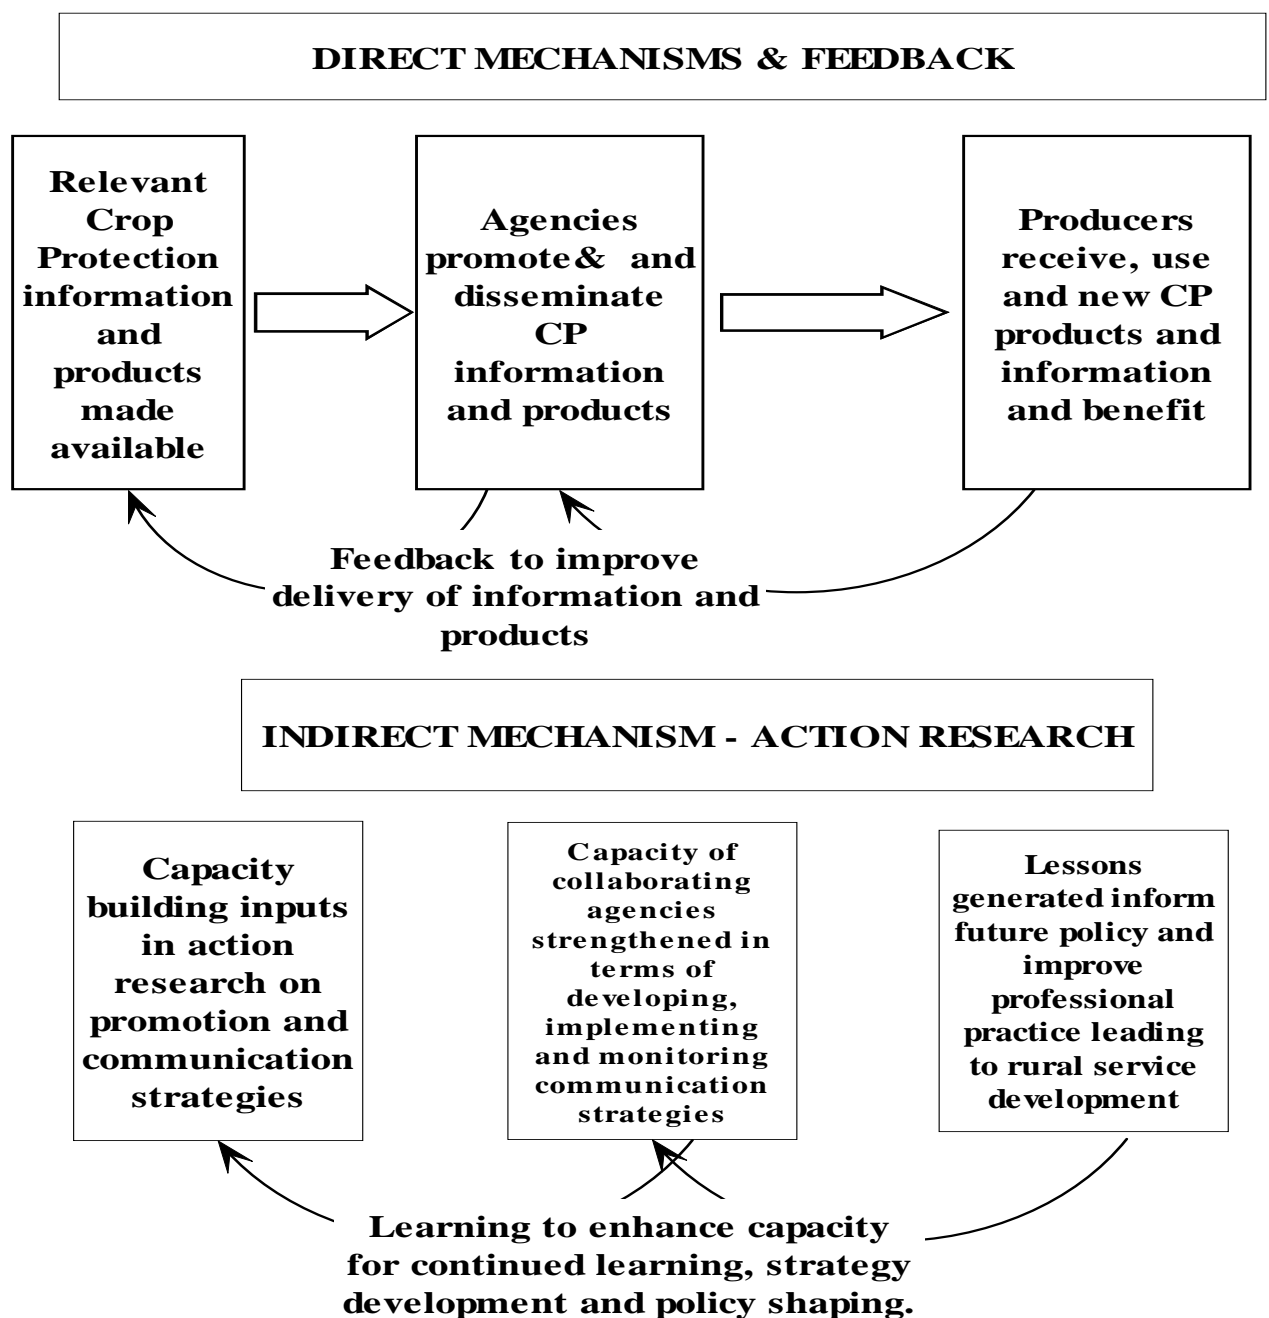 DIRECT MECHANISMS & FEEDBACK
Relevant
Crop
Protection
information
and
products
made
available
Agencies
promote& and
disseminate
CP
information
and products
Producers
receive, use
and new CP
products and
information
and benefit
Feedback to improve
delivery of information and
products
INDIRECT MECHANISM - ACTION RESEARCH
Capacity
building inputs
in action
research on
promotion and
communication
strategies
Capacity of
collaborating
agencies
strengthened in
terms of
developing,
implementing
and monitoring
communication
strategies
Lessons
generated inform
future policy and
improve
professional
practice leading
to rural service
development
Learning to enhance capacity
for continued learning, strategy
development and policy shaping.